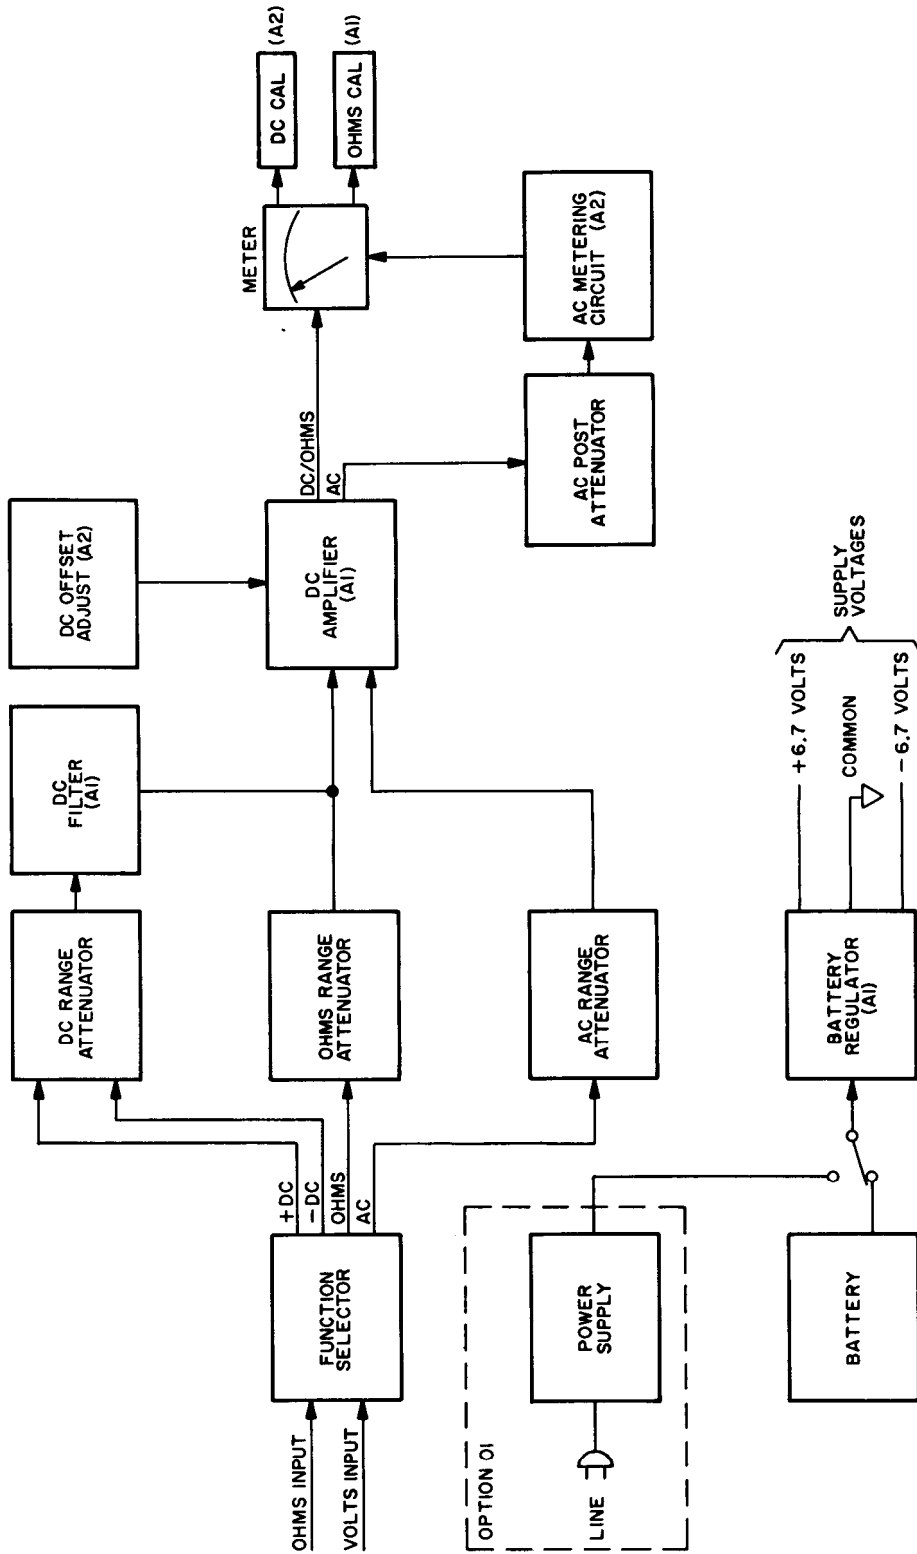 OHMS INPUT
VOLTS INPUT
FUNCTION
SELECTOR
+DC
-DC
OHMS
AC
DC RANGE
ATTENUATOR
DC
FILTER
(A1)
OHMS RANGE
ATTENUATOR
AC RANGE
ATTENUATOR
DC OFFSET
ADJUST (A2)
DC
AMPLIFIER
(A1)
DC/OHMS
AC
METER
DC CAL
(A2)
OHMS CAL
(A1)
AC POST
ATTENUATOR
AC METERING
CIRCUIT (A2)
OPTION 01
LINE
POWER
SUPPLY
BATTERY
BATTERY
REGULATOR
(A1)
+6.7 VOLTS
COMMON
-6.7 VOLTS
SUPPLY
VOLTAGES